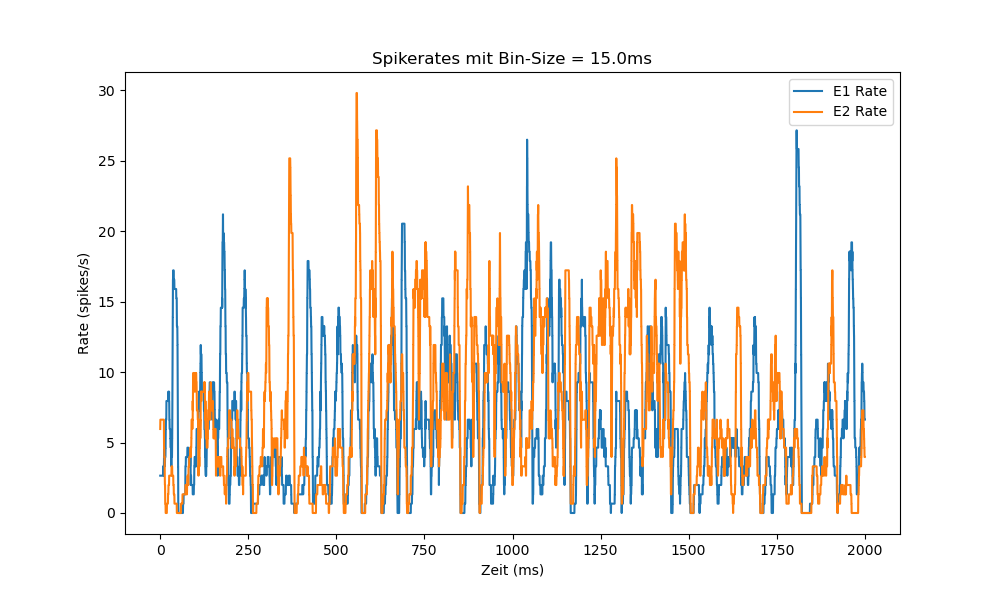 Spikerates mit Bin-Size = 15.0ms
E1 Rate
E2 Rate
30
25
20
15
10
5
0
Rate (spikes/s)
0 250 500 750 1000 1250 1500 1750 2000
Zeit (ms)